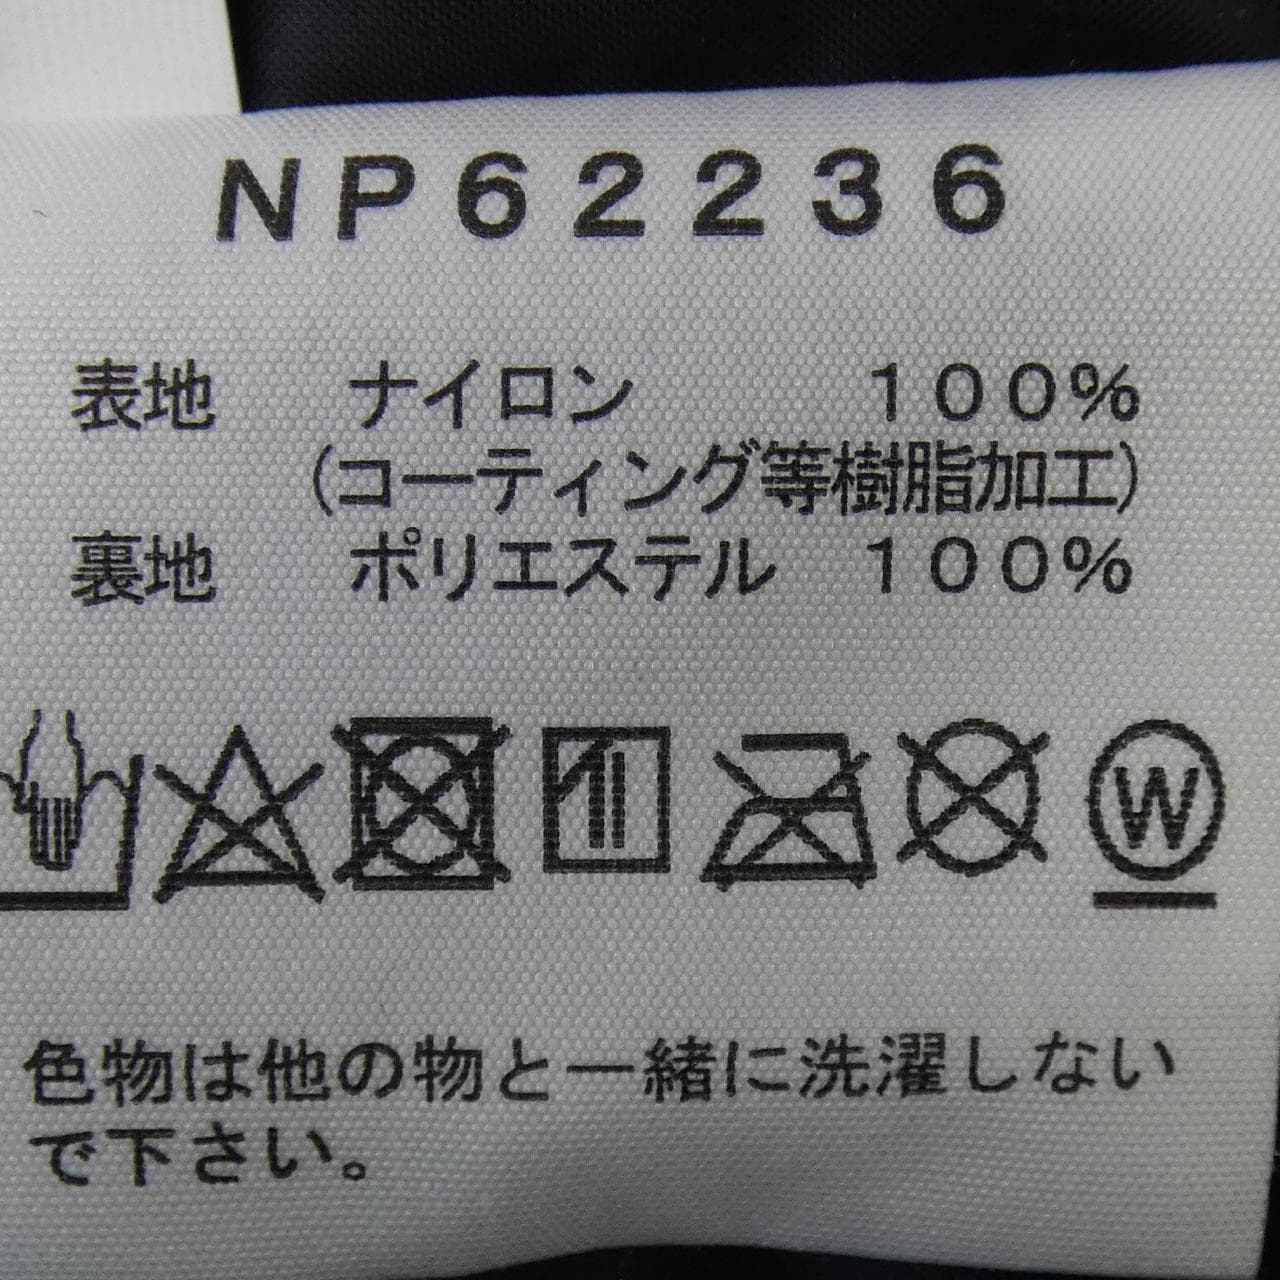 NP62236
表地 ナイロン 100%
(コーティング等樹脂加工)
裏地 ポリエステル 100%
W
色物は他の物と一緒に洗濯しない
で下さい。